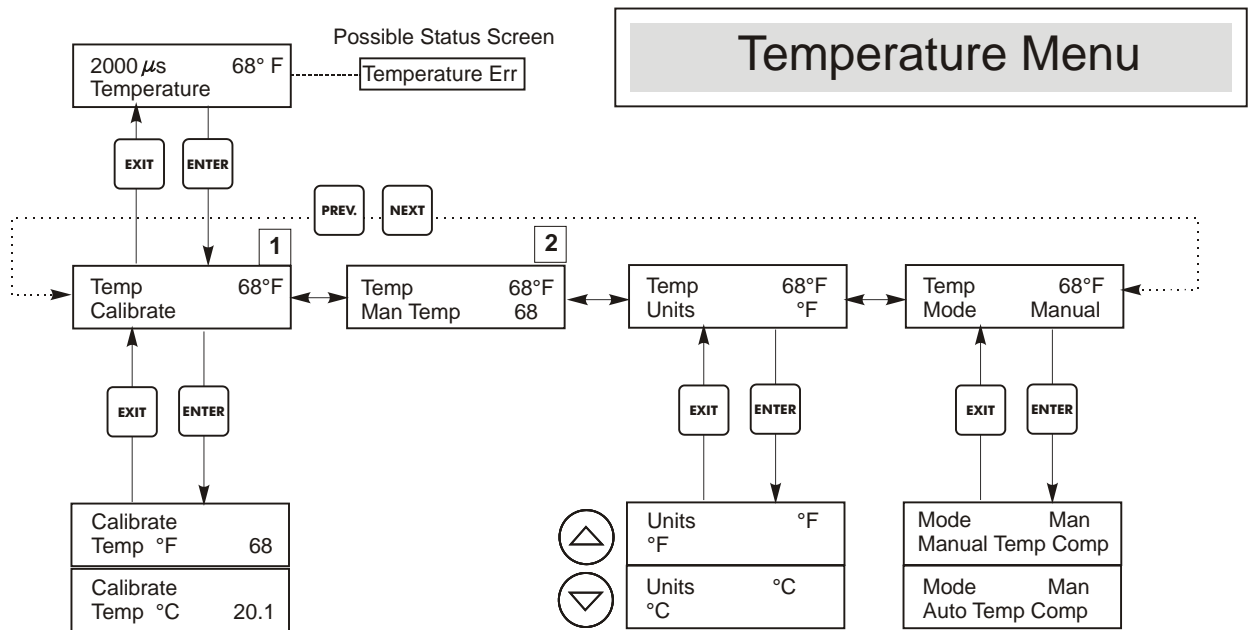 Temperature Menu
Possible Status Screen
2000 μs 68° F
Temperature
Temperature Err
EXIT
ENTER
PREV.
NEXT
1
2
Temp 68°F
Calibrate
Temp 68°F
Man Temp 68
Temp 68°F
Units °F
Temp 68°F
Mode Manual
EXIT
ENTER
EXIT
ENTER
EXIT
ENTER
Calibrate
Temp °F 68
Calibrate
Temp °C 20.1
Units °F
°F
Units °C
°C
Mode Man
Manual Temp Comp
Mode Man
Auto Temp Comp